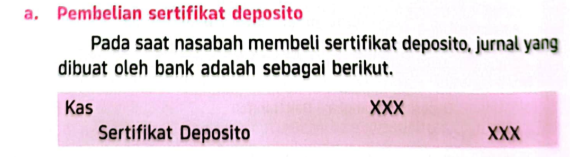 a. Pembelian sertifikat deposito
Pada saat nasabah membeli sertifikat deposito, jurnal yang
dibuat oleh bank adalah sebagai berikut.
Kas XXX
Sertifikat Deposito XXX